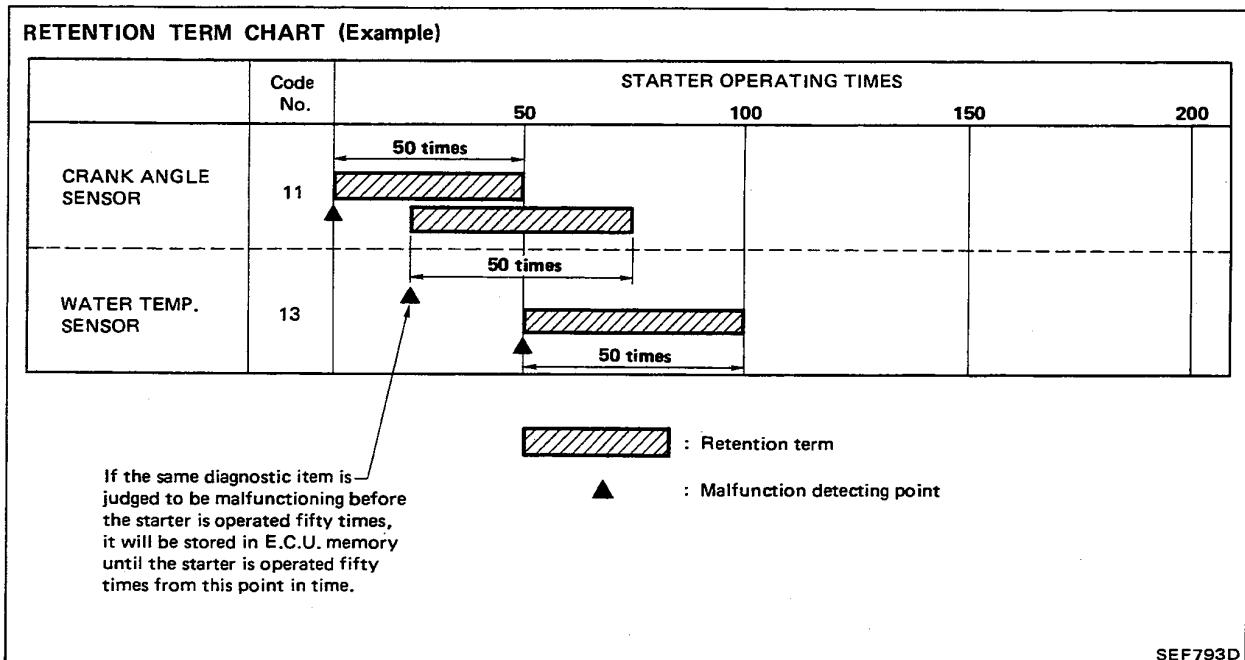 RETENTION TERM CHART (Example)
Code No.
STARTER OPERATING TIMES
50 100 150 200
CRANK ANGLE SENSOR
11
50 times
50 times
WATER TEMP. SENSOR
13
50 times
: Retention term
: Malfunction detecting point
If the same diagnostic item is
judged to be malfunctioning before
the starter is operated fifty times,
it will be stored in E.C.U. memory
until the starter is operated fifty
times from this point in time.
SEF793D